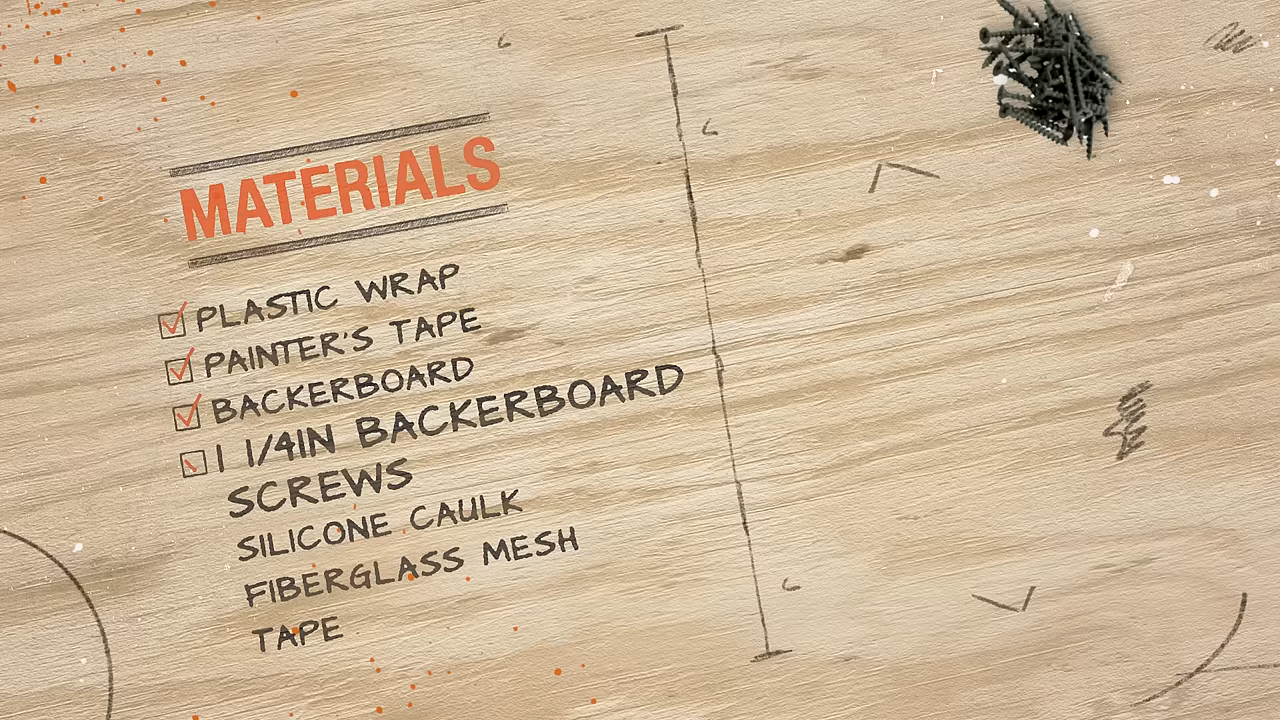 MATERIALS
PLASTIC WRAP
PAINTER'S TAPE
BACKERBOARD
1 1/4IN BACKERBOARD
SCREWS
SILICONE CAULK
FIBERGLASS MESH
TAPE